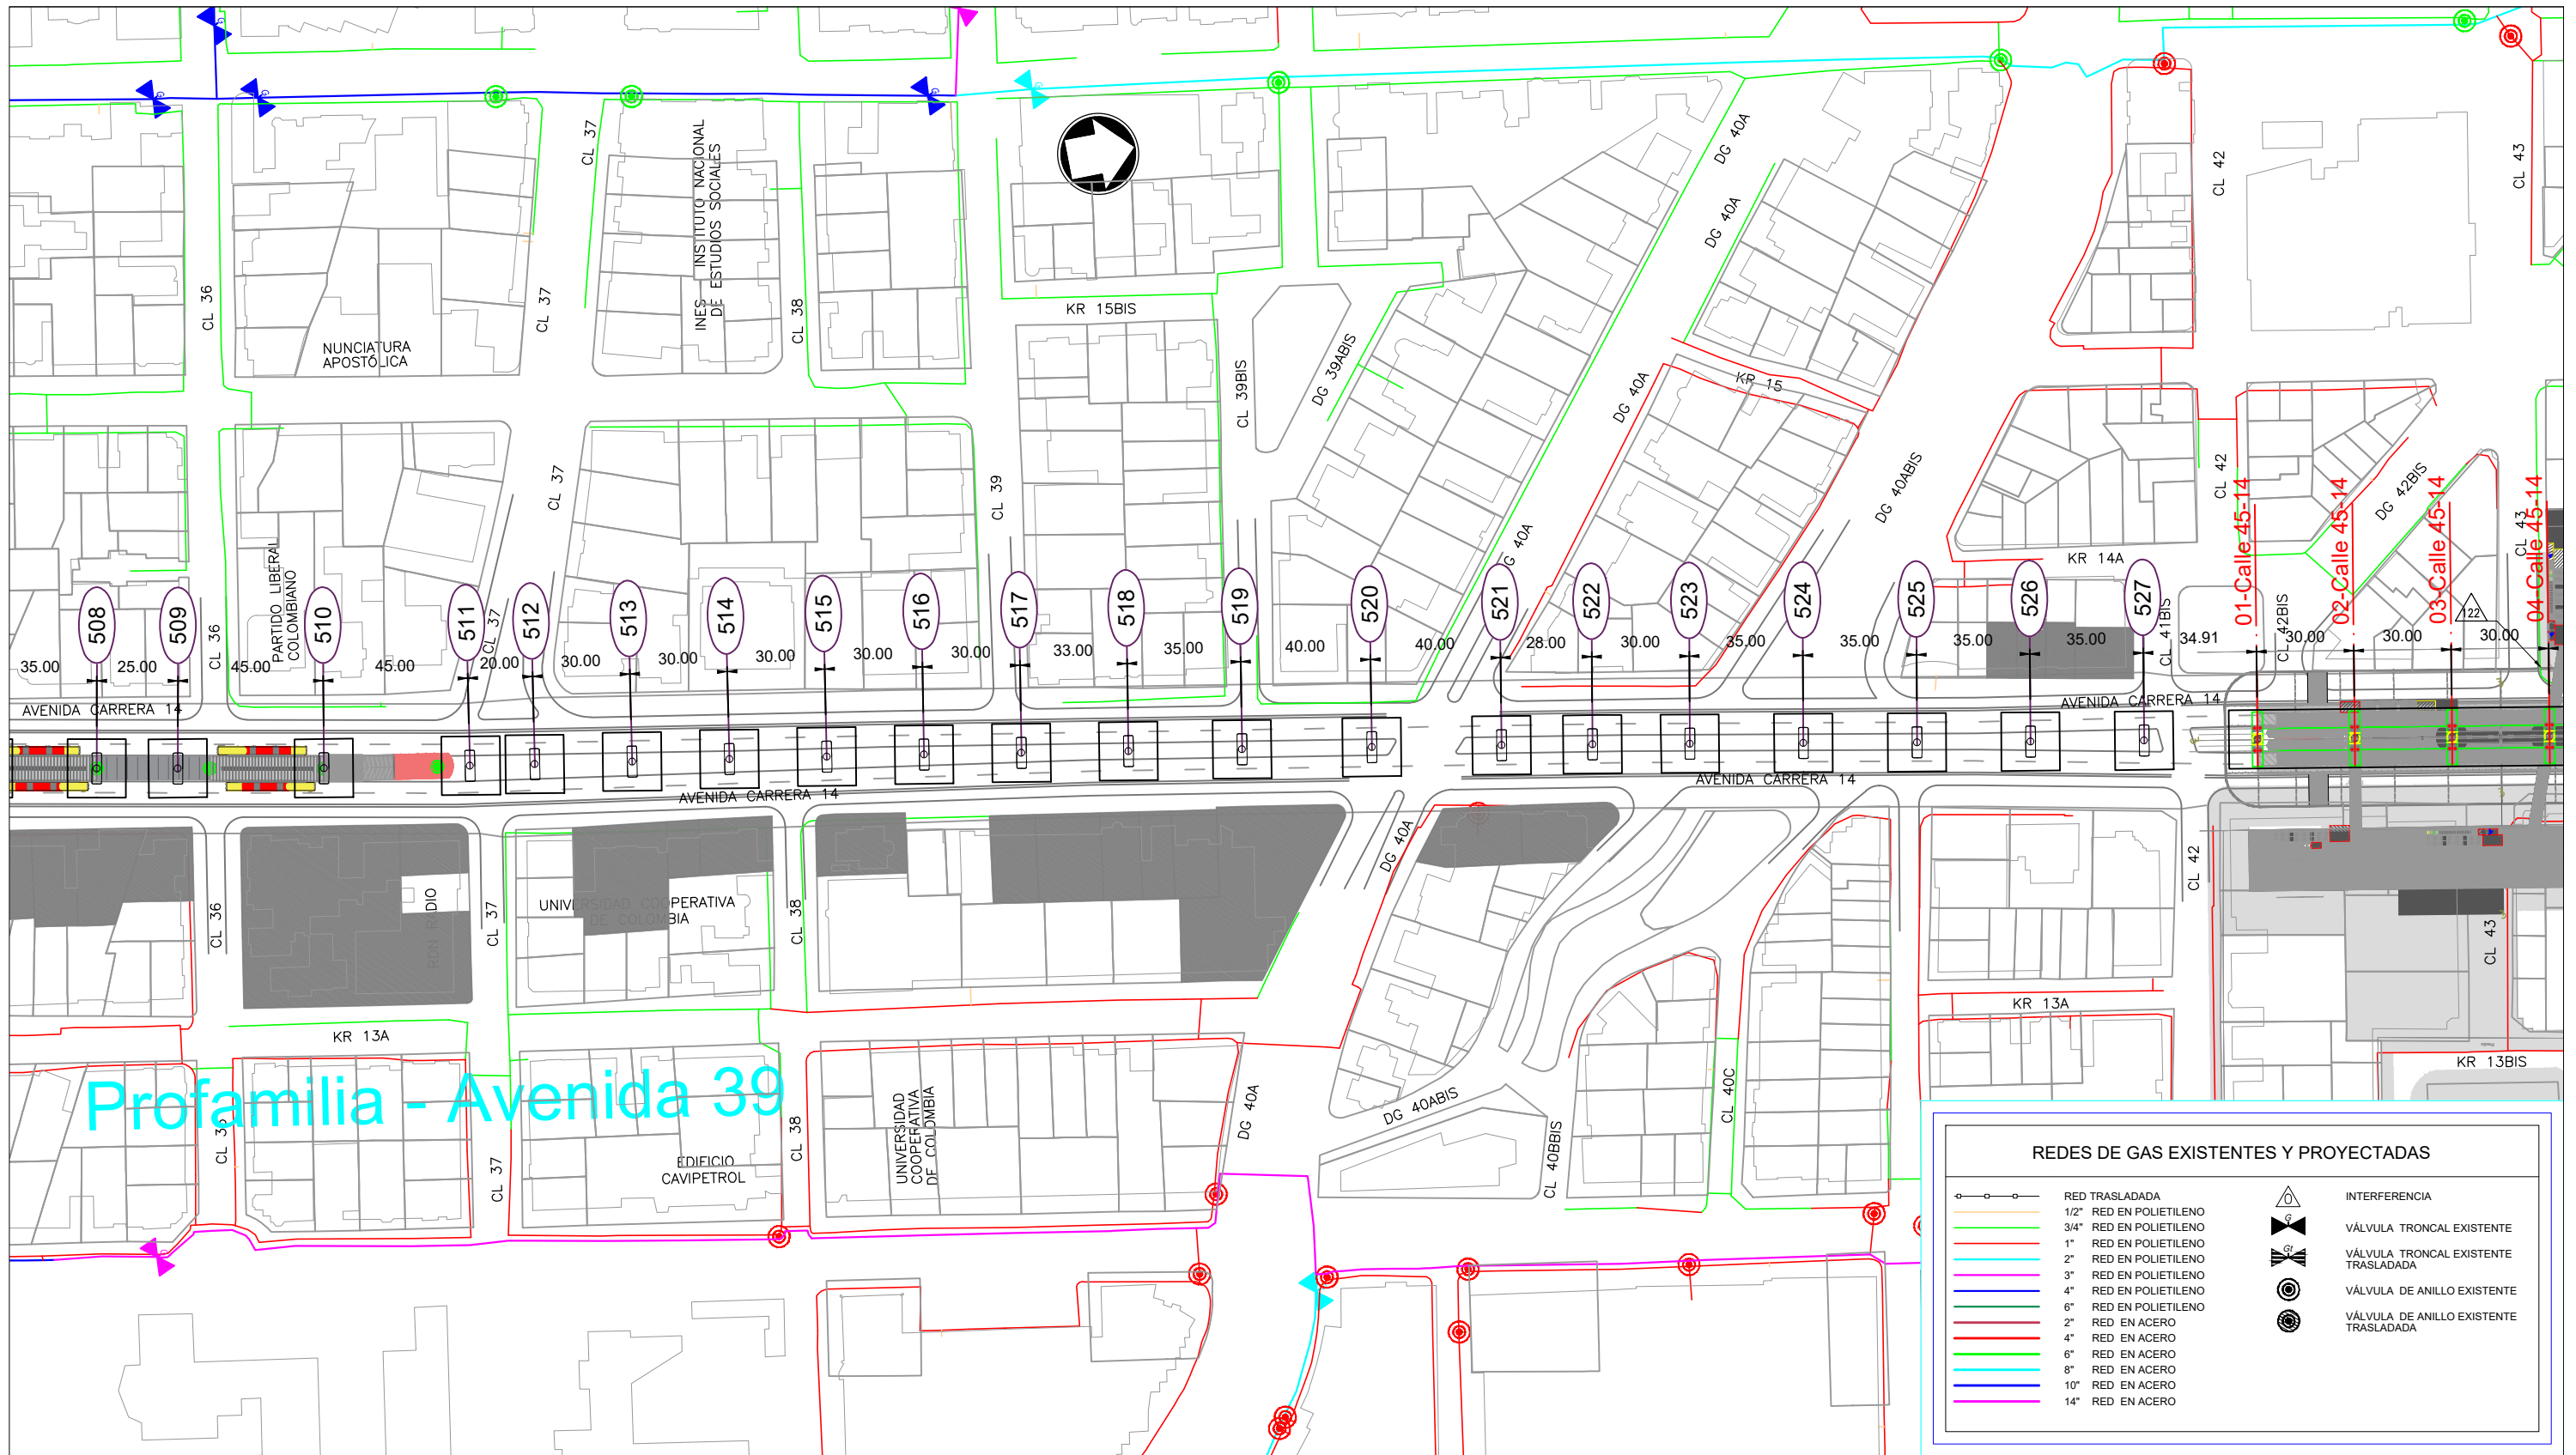 CL 37
INES INSTITUTO NACIONAL
DE ESTUDIOS SOCIALES
DG 40A
DG 40A
CL 42
CL 43
CL 36
CL 37
CL 38
KR 15BIS
NUNCIATURA
APOSTÓLICA
CL 39BIS
DG 39ABIS
DG 40A
KR 15
CL 37
CL 39
DG 40ABIS
CL 42
DG 42BIS
CL 43
01-Calle 45-14
02-Calle 45-14
03-Calle 45-14
04-Calle 45-14
KR 14A
122
PARTIDO LIBERAL
COLOMBIANO
CL 36
CL 37
G 40A
CL 41BIS
CL 42BIS
508
509
510
511
512
513
514
515
516
517
518
519
520
521
522
523
524
525
526
527
35.00
25.00
45.00
45.00
20.00
30.00
30.00
30.00
30.00
30.00
33.00
35.00
40.00
40.00
28.00
30.00
35.00
35.00
35.00
35.00
34.91
30.00
30.00
30.00
AVENIDA CARRERA 14
AVENIDA CARRERA 14
AVENIDA CARRERA 14
AVENIDA CARRERA 14
CL 36
RDN RADIO
CL 37
UNIVERSIDAD COOPERATIVA
DE COLOMBIA
CL 38
DG 40A
CL 42
CL 43
KR 13A
KR 13A
KR 13BIS
Profamilia - Avenida 39
CL 37
EDIFICIO
CAVIPETROL
CL 38
UNIVERSIDAD
COOPERATIVA
DE COLOMBIA
DG 40A
DG 40ABIS
CL 40BBIS
CL 40C
REDES DE GAS EXISTENTES Y PROYECTADAS
RED TRASLADADA
1/2" RED EN POLIETILENO
3/4" RED EN POLIETILENO
1" RED EN POLIETILENO
2" RED EN POLIETILENO
3" RED EN POLIETILENO
4" RED EN POLIETILENO
6" RED EN POLIETILENO
2" RED EN ACERO
4" RED EN ACERO
6" RED EN ACERO
8" RED EN ACERO
10" RED EN ACERO
14" RED EN ACERO
0 INTERFERENCIA
G VÁLVULA TRONCAL EXISTENTE
Gt VÁLVULA TRONCAL EXISTENTE
TRASLADADA
VÁLVULA DE ANILLO EXISTENTE
VÁLVULA DE ANILLO EXISTENTE
TRASLADADA